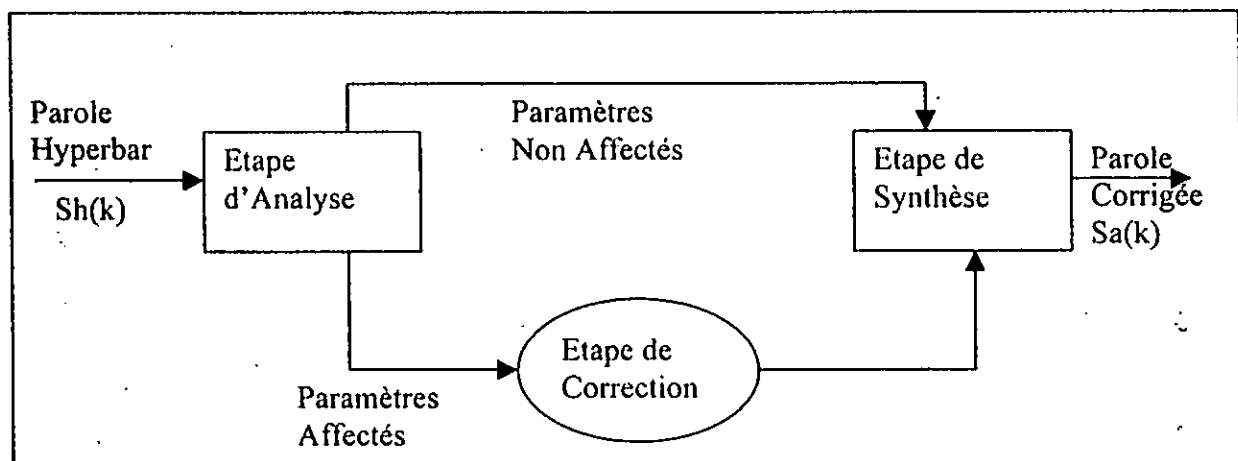 Parole
Hyperbar
Sh(k)
Etape
d'Analyse
Paramètres
Non Affectés
Etape de
Synthèse
Parole
Corrigée
Sa(k)
Paramètres
Affectés
Etape de
Correction